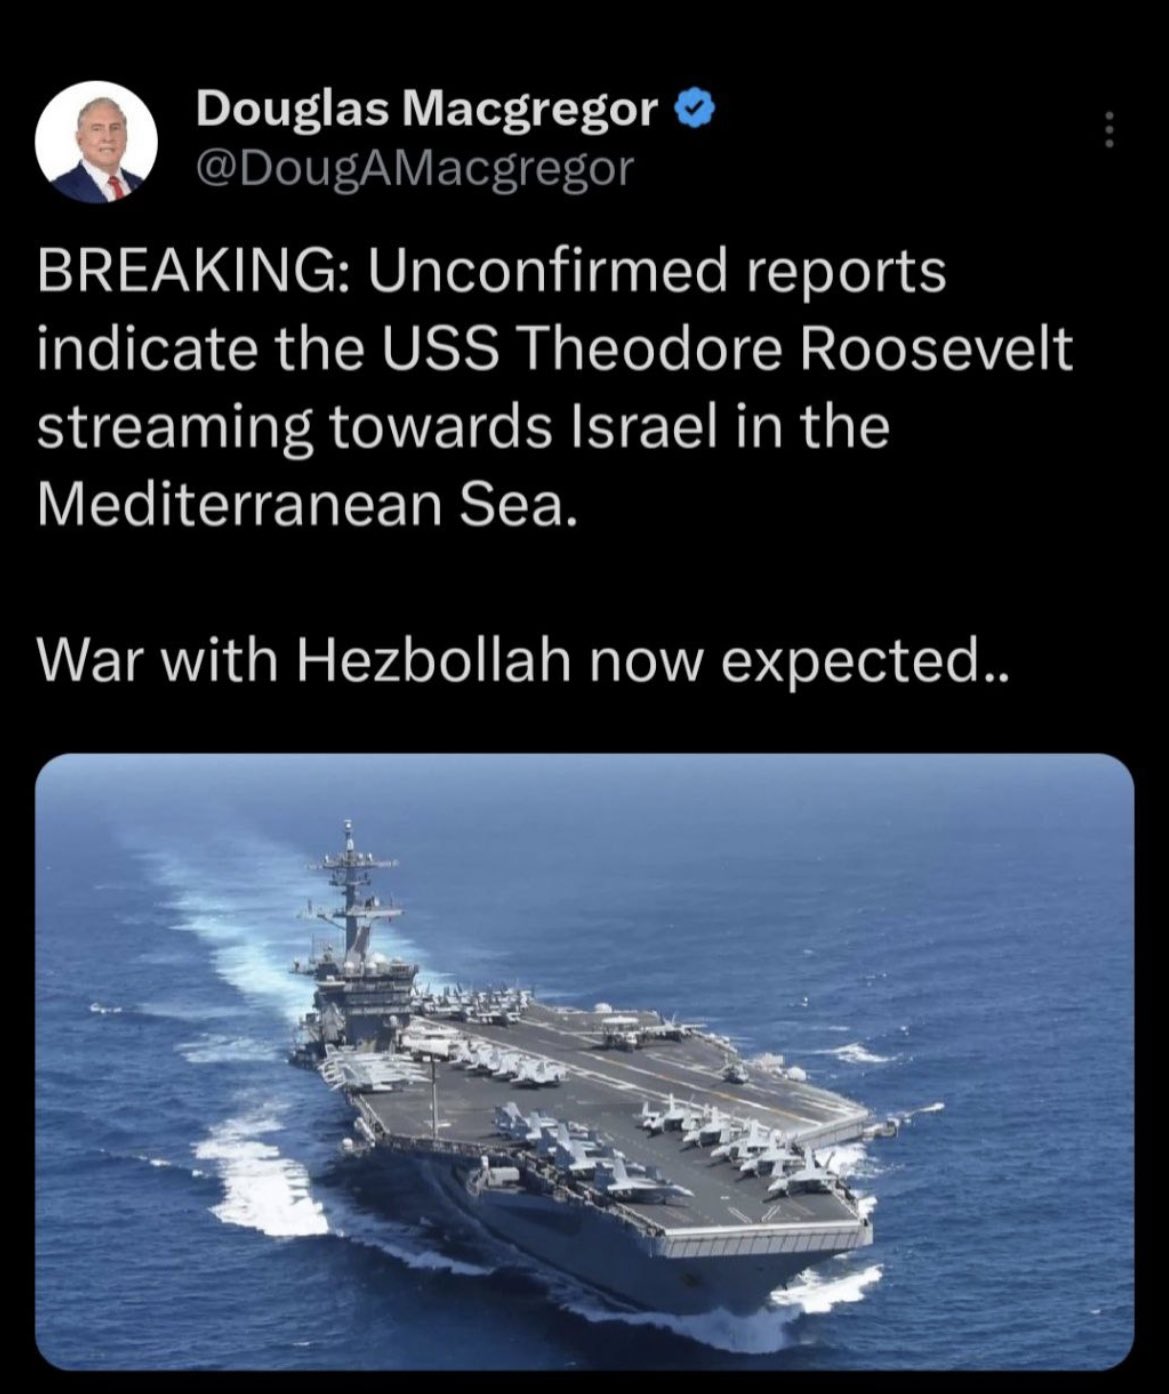 Douglas Macgregor
@DougAMacgregor
BREAKING: Unconfirmed reports
indicate the USS Theodore Roosevelt
streaming towards Israel in the
Mediterranean Sea.
War with Hezbollah now expected..